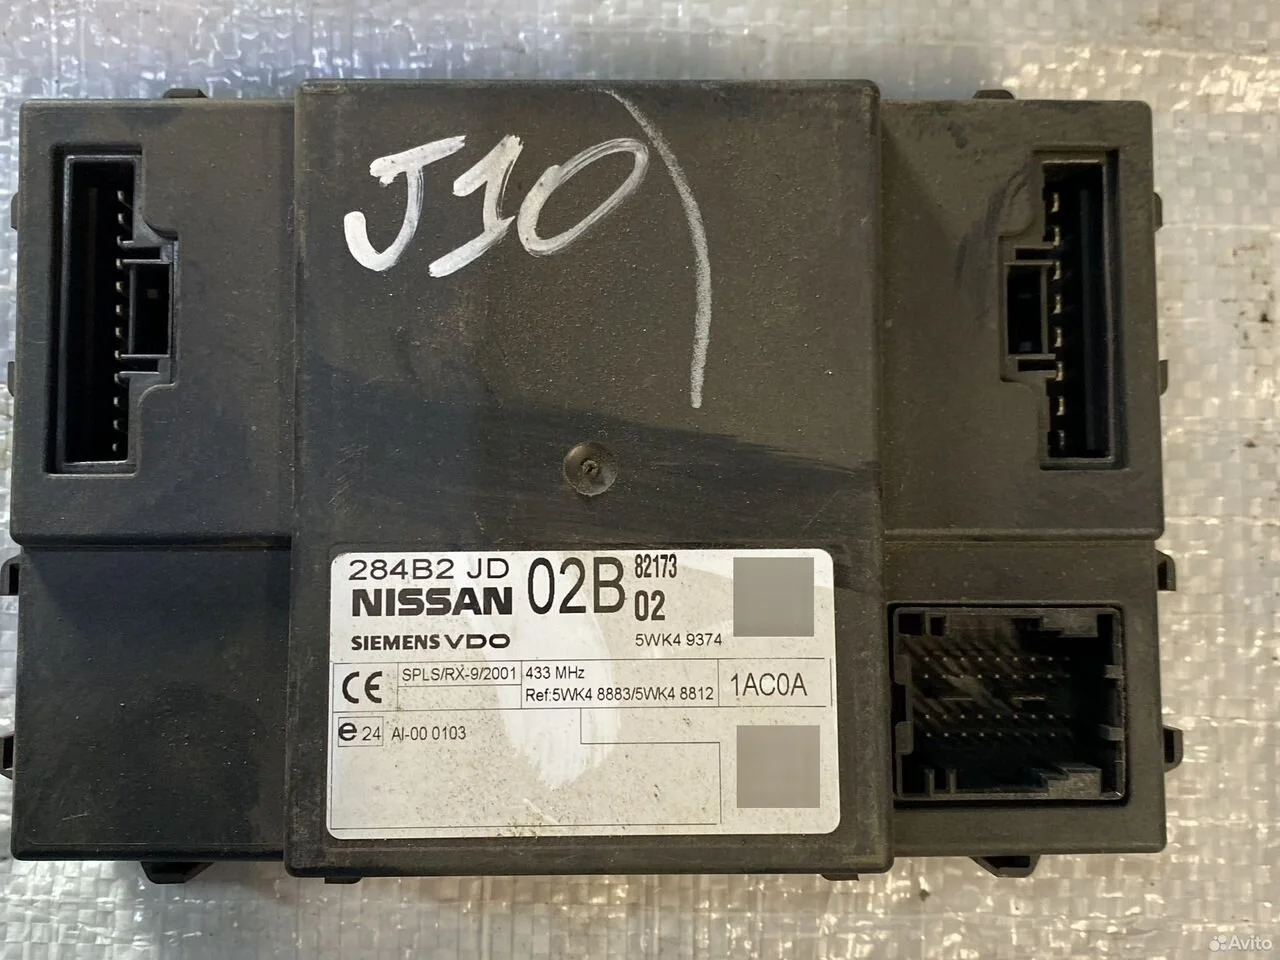 J10
284B2 JD 02B 82173
NISSAN 02
SIEMENS VDO 5WK4 9374
CE SPLS/RX-9/2001 433 MHz 1AC0A
Ref:5WK4 8883/5WK4 8812
e 24 AI-00 0103
Avito